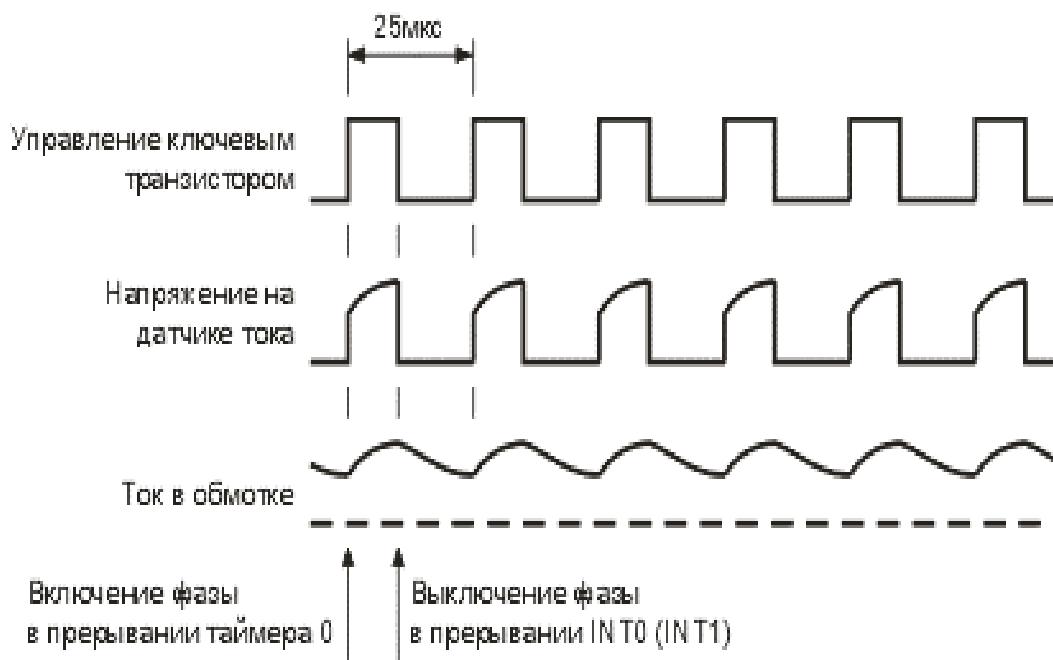 25мкс
Управление ключевым
транзистором
Напряжение на
датчике тока
Ток в обмотке
Включение фазы
в прерывании таймера 0
Выключение фазы
в прерывании INT0 (INT1)